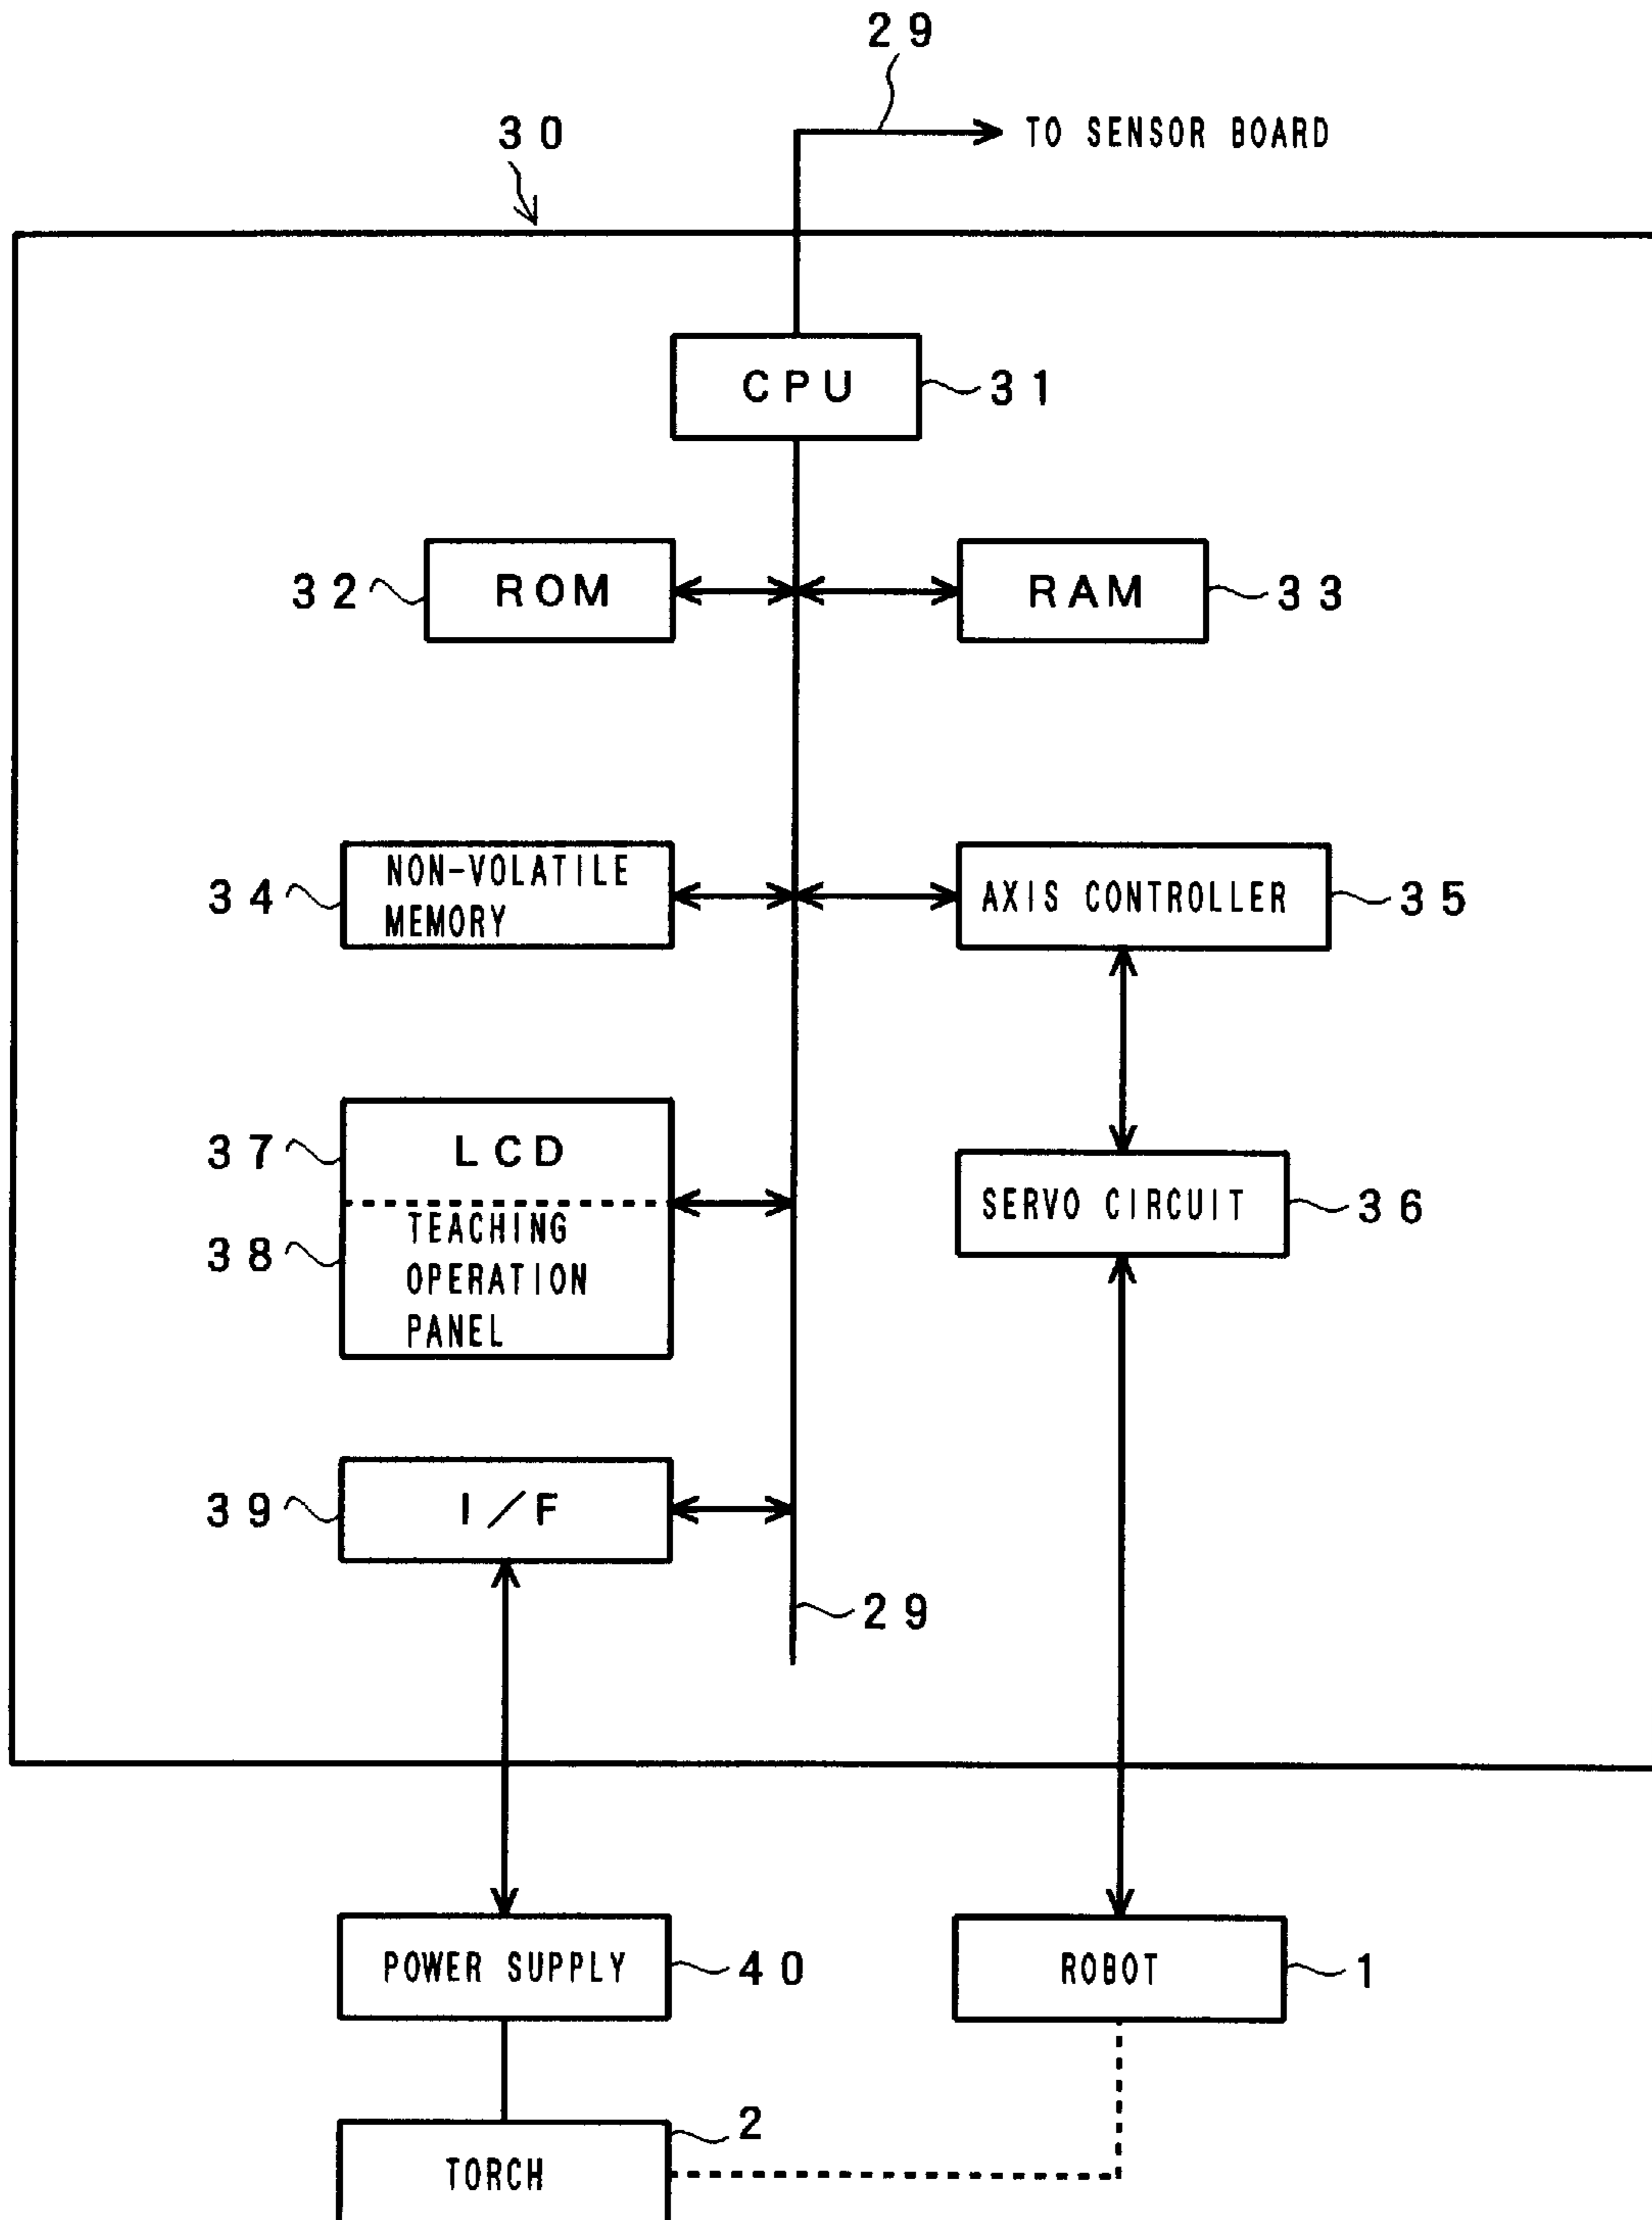 29
30
TO SENSOR BOARD
CPU
31
32
ROM
RAM
33
34
NON-VOLATILE
MEMORY
AXIS CONTROLLER
35
37
LCD
38
TEACHING
OPERATION
PANEL
SERVO CIRCUIT
36
39
I/F
29
POWER SUPPLY
40
ROBOT
1
2
TORCH